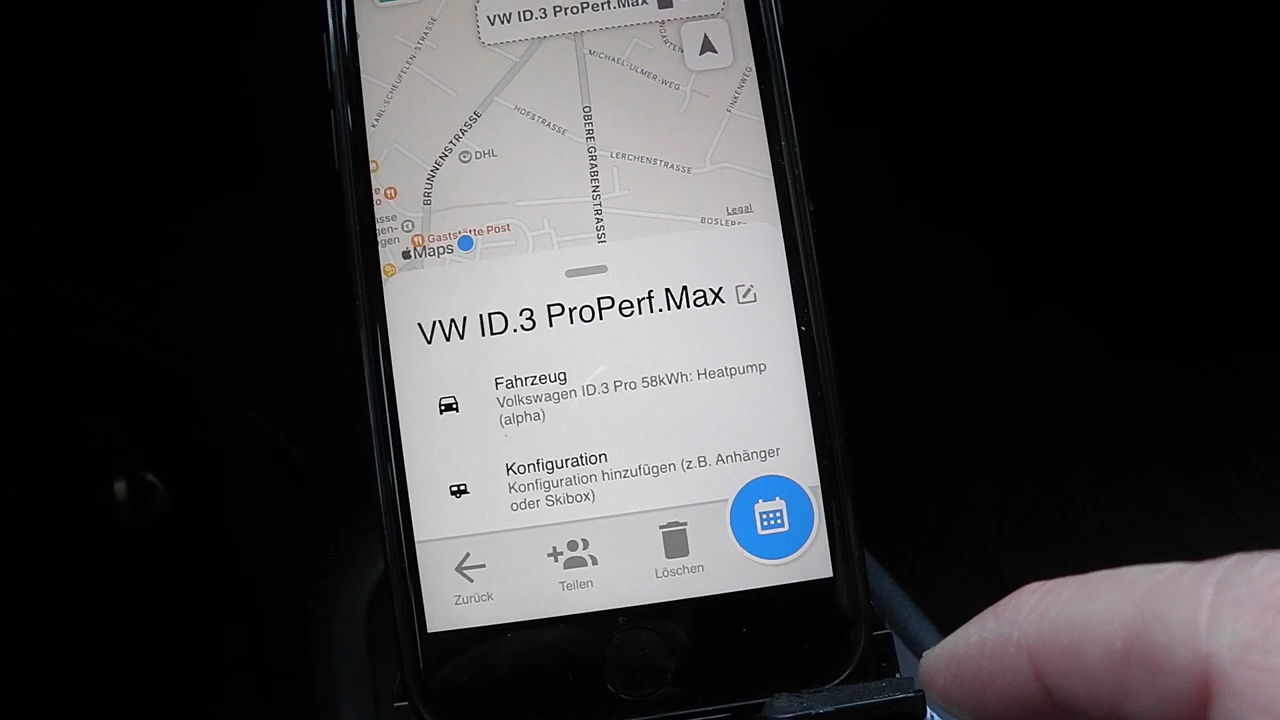 VW ID.3 ProPerf.Max
KARL-SCHEUFELEN-STRASSE
MICHAEL-ULMER-WEG
FINKENWEG
HOFSTRASSE
BRUNNENSTRASSE
OBERE GRABENSTRASSE
DHL
LERCHENSTRASSE
Legal
Gaststätte Post
Maps
VW ID.3 ProPerf.Max
Fahrzeug
Volkswagen ID.3 Pro 58kWh: Heatpump
(alpha)
Konfiguration
Konfiguration hinzufügen (z.B. Anhänger
oder Skibox)
Zurück
Teilen
Löschen